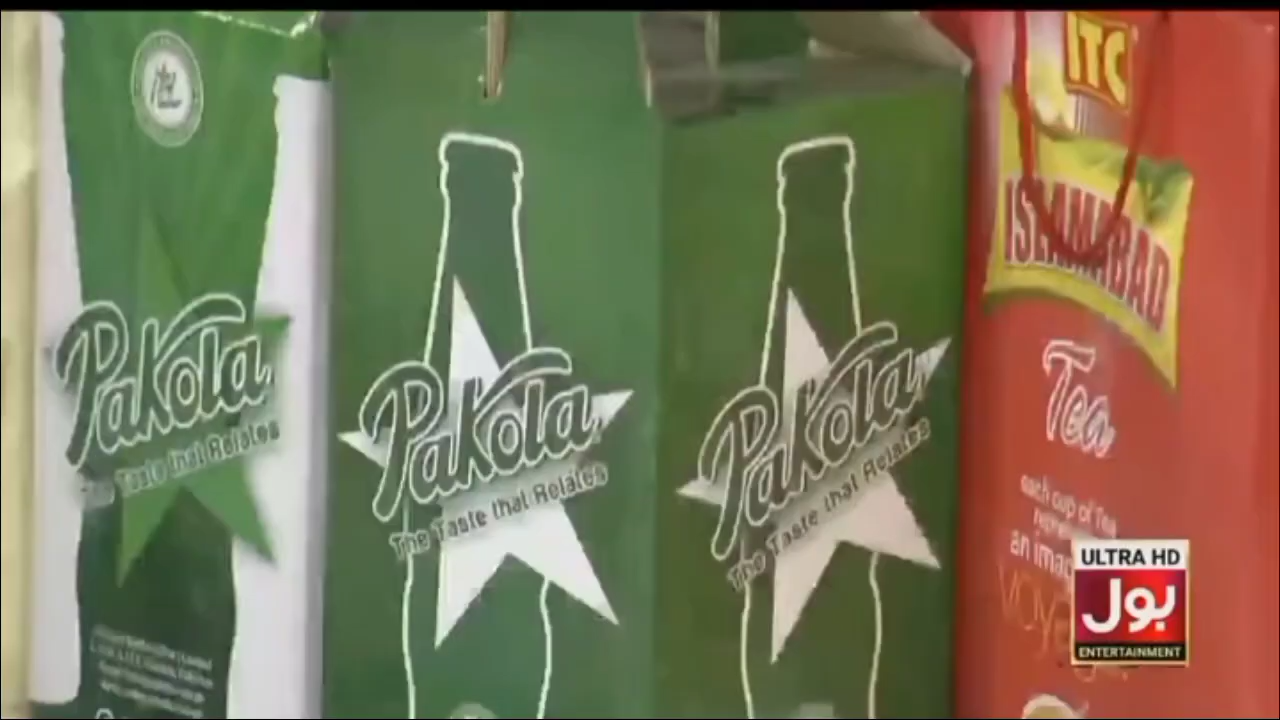 Pakola
The Taste that Relates
Pakola
The Taste that Relates
Pakola
The Taste that Relates
ITC
ISLAMABAD
Tea
each cup of Tea
an
ULTRA HD
بول
ENTERTAINMENT